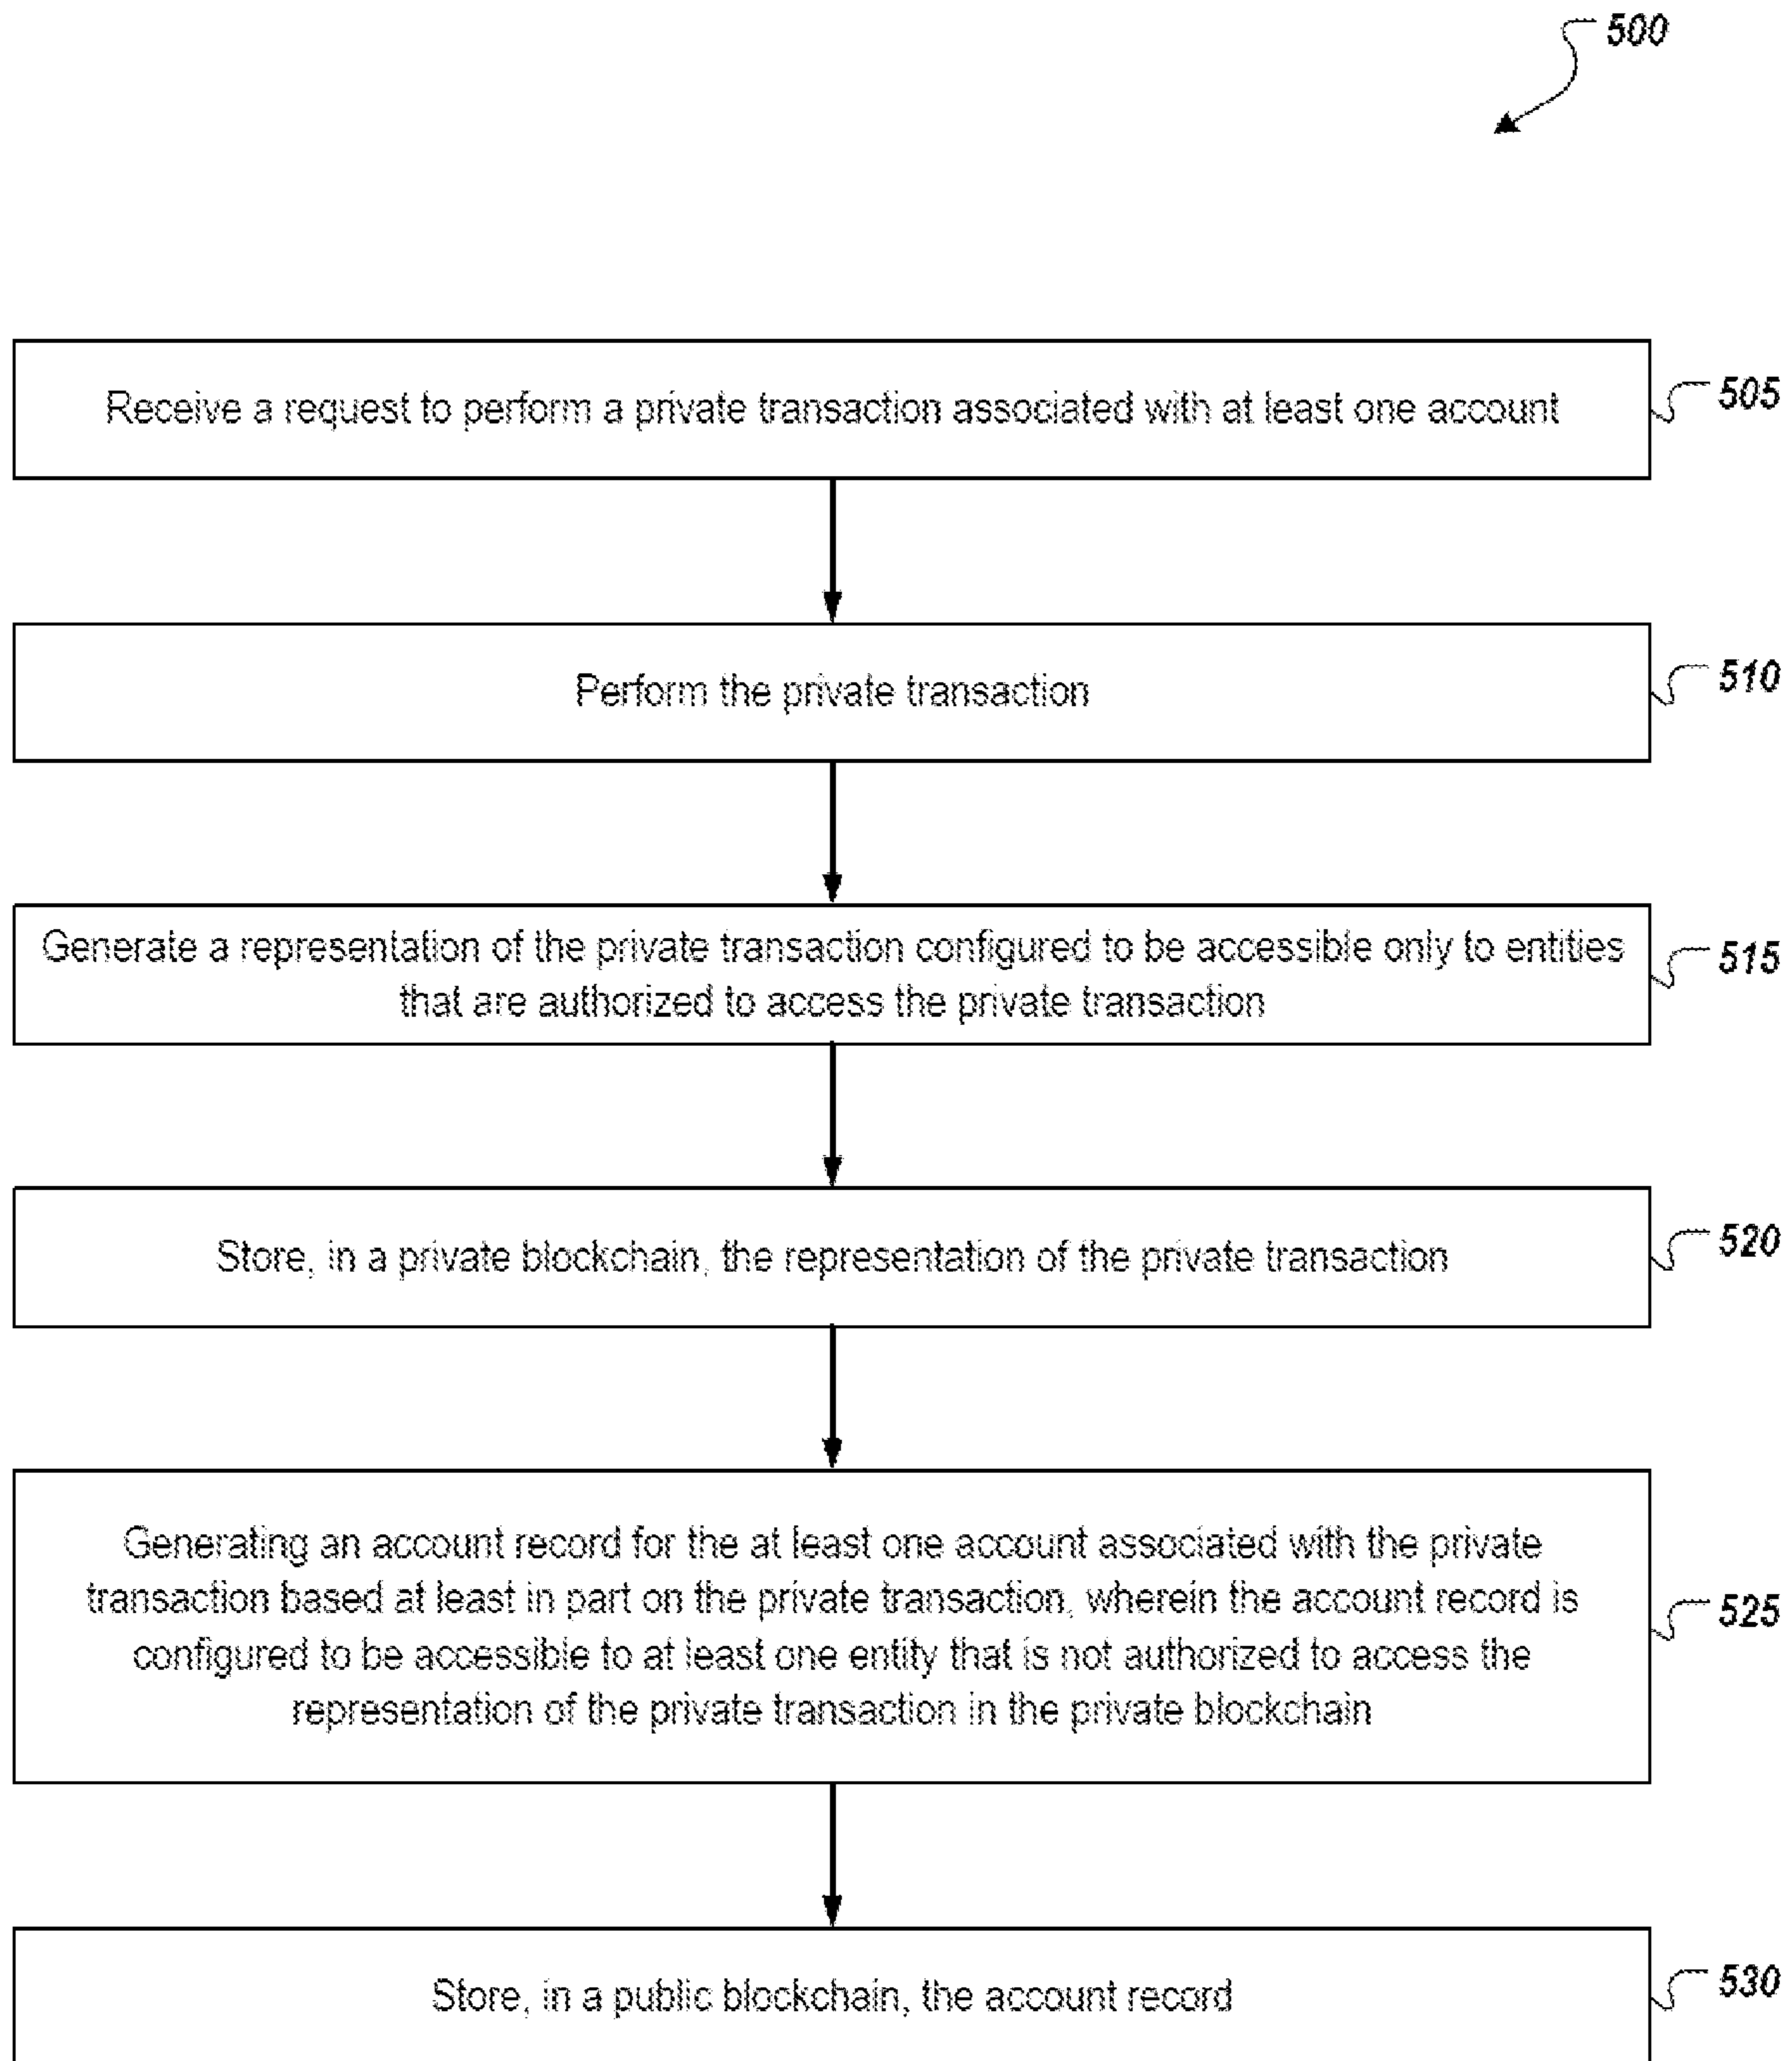 500
Receive a request to perform a private transaction associated with at least one account
505
Perform the private transaction
510
Generate a representation of the private transaction configured to be accessible only to entities
that are authorized to access the private transaction
515
Store, in a private blockchain, the representation of the private transaction
520
Generating an account record for the at least one account associated with the private
transaction based at least in part on the private transaction, wherein the account record is
configured to be accessible to at least one entity that is not authorized to access the
representation of the private transaction in the private blockchain
525
Store, in a public blockchain, the account record
530